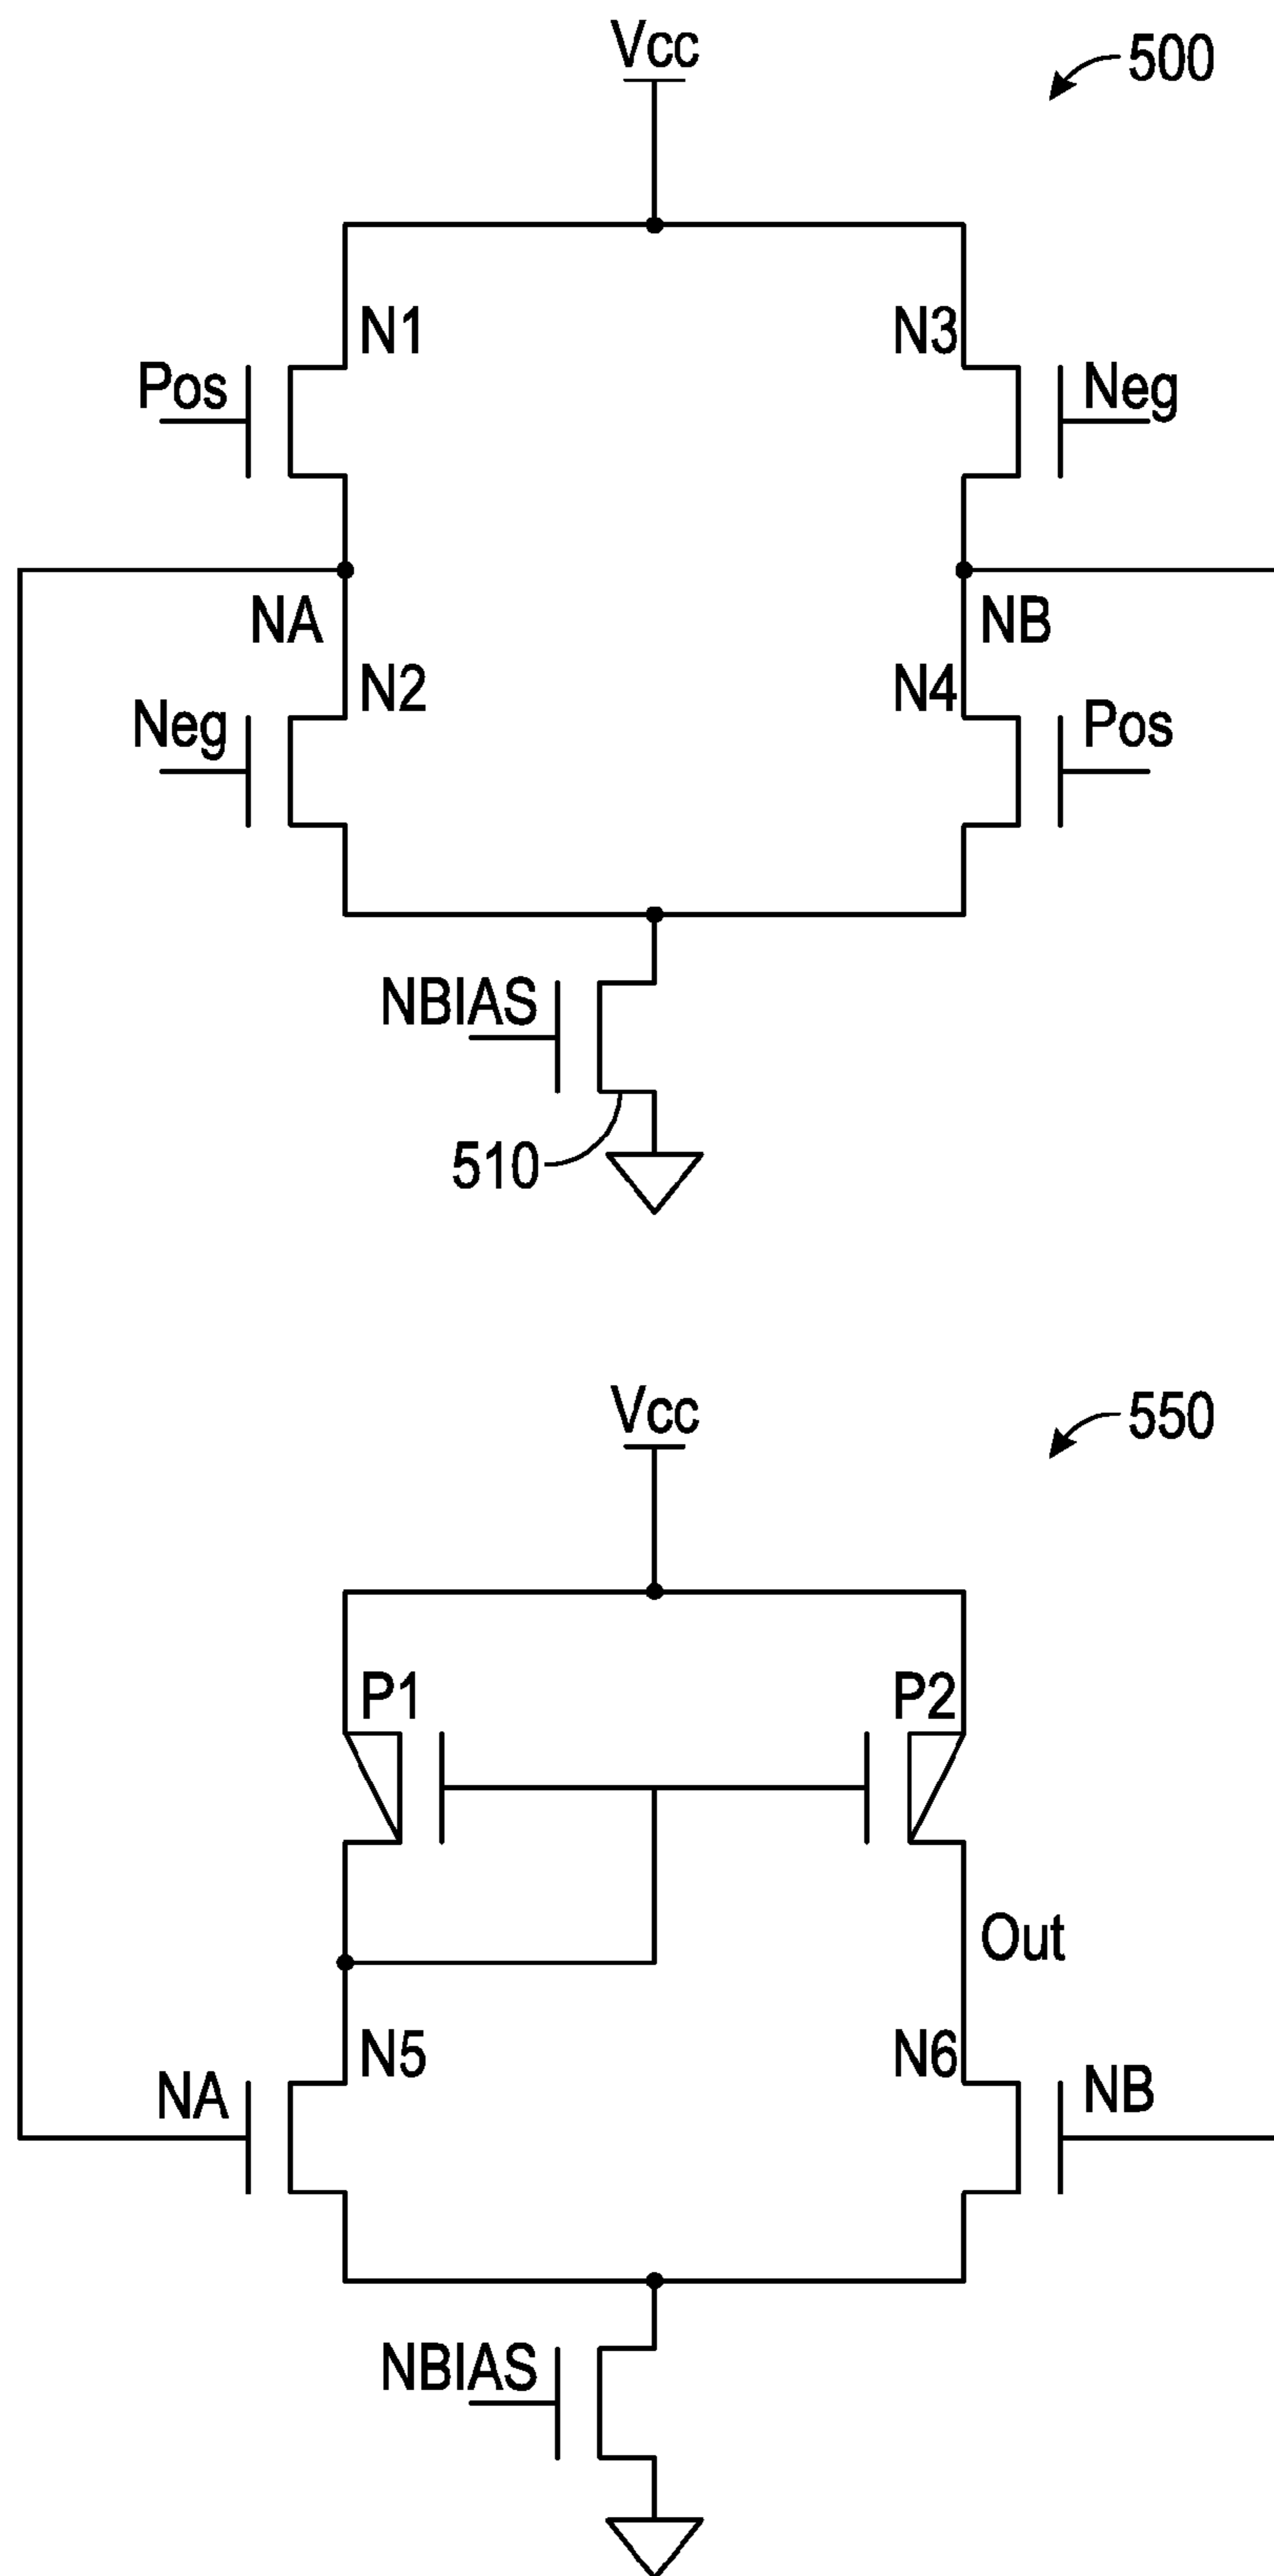 Vcc
500
N1
N3
Pos
Neg
NA
NB
N2
N4
Neg
Pos
NBIAS
510
Vcc
550
P1
P2
Out
N5
N6
NA
NB
NBIAS